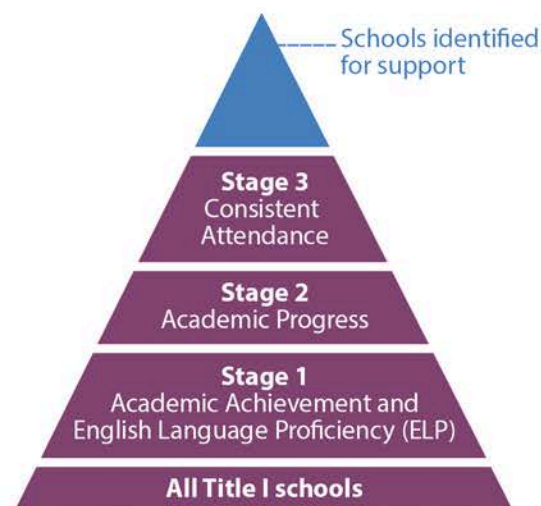 Schools identified
for support
Stage 3
Consistent
Attendance
Stage 2
Academic Progress
Stage 1
Academic Achievement and
English Language Proficiency (ELP)
All Title I schools